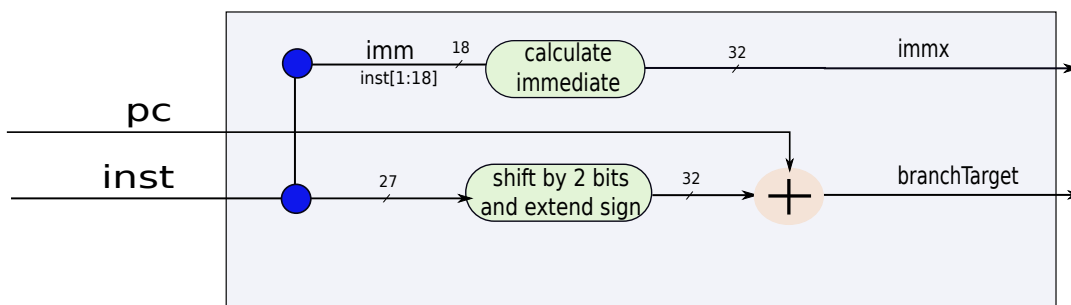 imm
18
inst[1:18]
calculate
immediate
32
immx
pc
inst
27
shift by 2 bits
and extend sign
32
+
branchTarget